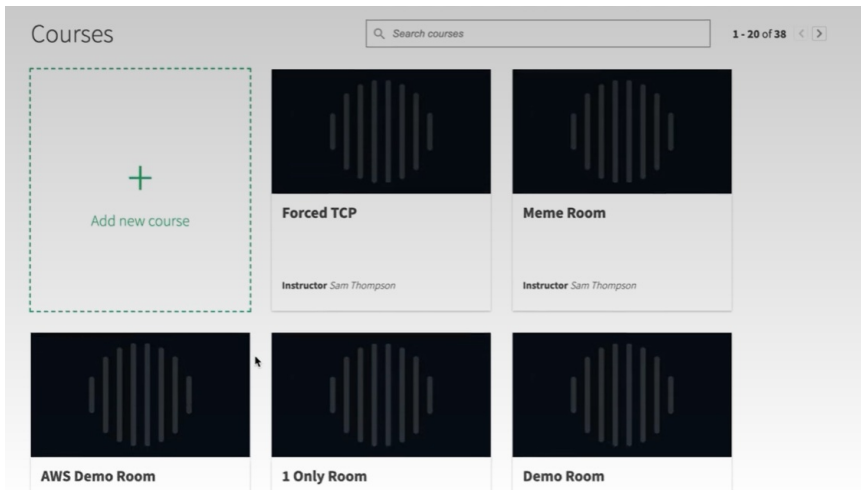 Courses
Search courses
1 - 20 of 38
Add new course
Forced TCP
Instructor Sam Thompson
Meme Room
Instructor Sam Thompson
AWS Demo Room
1 Only Room
Demo Room